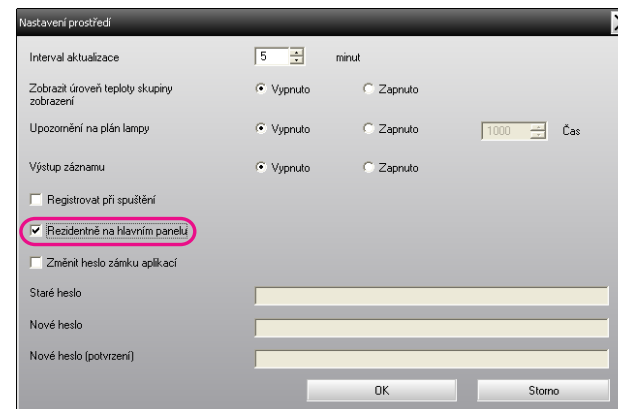 Nastavení prostředí
Interval aktualizace 5 minut
Zobrazit úroveň teploty skupiny zobrazení Vypnuto Zapnuto
Upozornění na plán lampy Vypnuto Zapnuto 1000 Čas
Výstup záznamu Vypnuto Zapnuto
Registrovat při spuštění
Rezidentně na hlavním panelu
Změnit heslo zámku aplikací
Staré heslo
Nové heslo
Nové heslo (potvrzení)
OK Storno